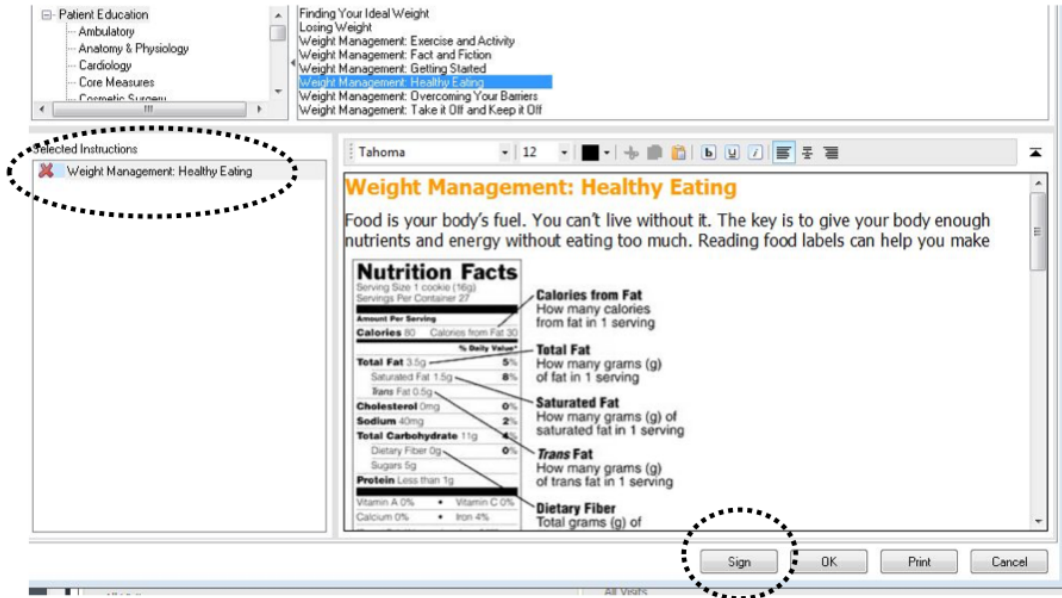 Patient Education
Ambulatory
Anatomy & Physiology
Cardiology
Core Measures
Cosmetic Surgery
Finding Your Ideal Weight
Losing Weight
Weight Management: Exercise and Activity
Weight Management: Fact and Fiction
Weight Management: Getting Started
Weight Management: Healthy Eating
Weight Management: Overcoming Your Barriers
Weight Management: Take it Off and Keep it Off
Selected Instructions
Weight Management: Healthy Eating
Tahoma 12 b U i
Weight Management: Healthy Eating
Food is your body's fuel. You can't live without it. The key is to give your body enough
nutrients and energy without eating too much. Reading food labels can help you make
Nutrition Facts
Serving Size 1 cookie (16g)
Servings Per Container 27
Amount Per Serving
Calories 80 Calories from Fat 30
% Daily Value*
Total Fat 3.5g 5%
Saturated Fat 1.5g 8%
Trans Fat 0.5g
Cholesterol 0mg 0%
Sodium 40mg 2%
Total Carbohydrate 11g 4%
Dietary Fiber 0g 0%
Sugars 5g
Protein Less than 1g
Vitamin A 0% • Vitamin C 0%
Calcium 0% • Iron 4%
Calories from Fat
How many calories
from fat in 1 serving
Total Fat
How many grams (g)
of fat in 1 serving
Saturated Fat
How many grams (g) of
saturated fat in 1 serving
Trans Fat
How many grams (g)
of trans fat in 1 serving
Dietary Fiber
Total grams (g) of
Sign OK Print Cancel
All Visits